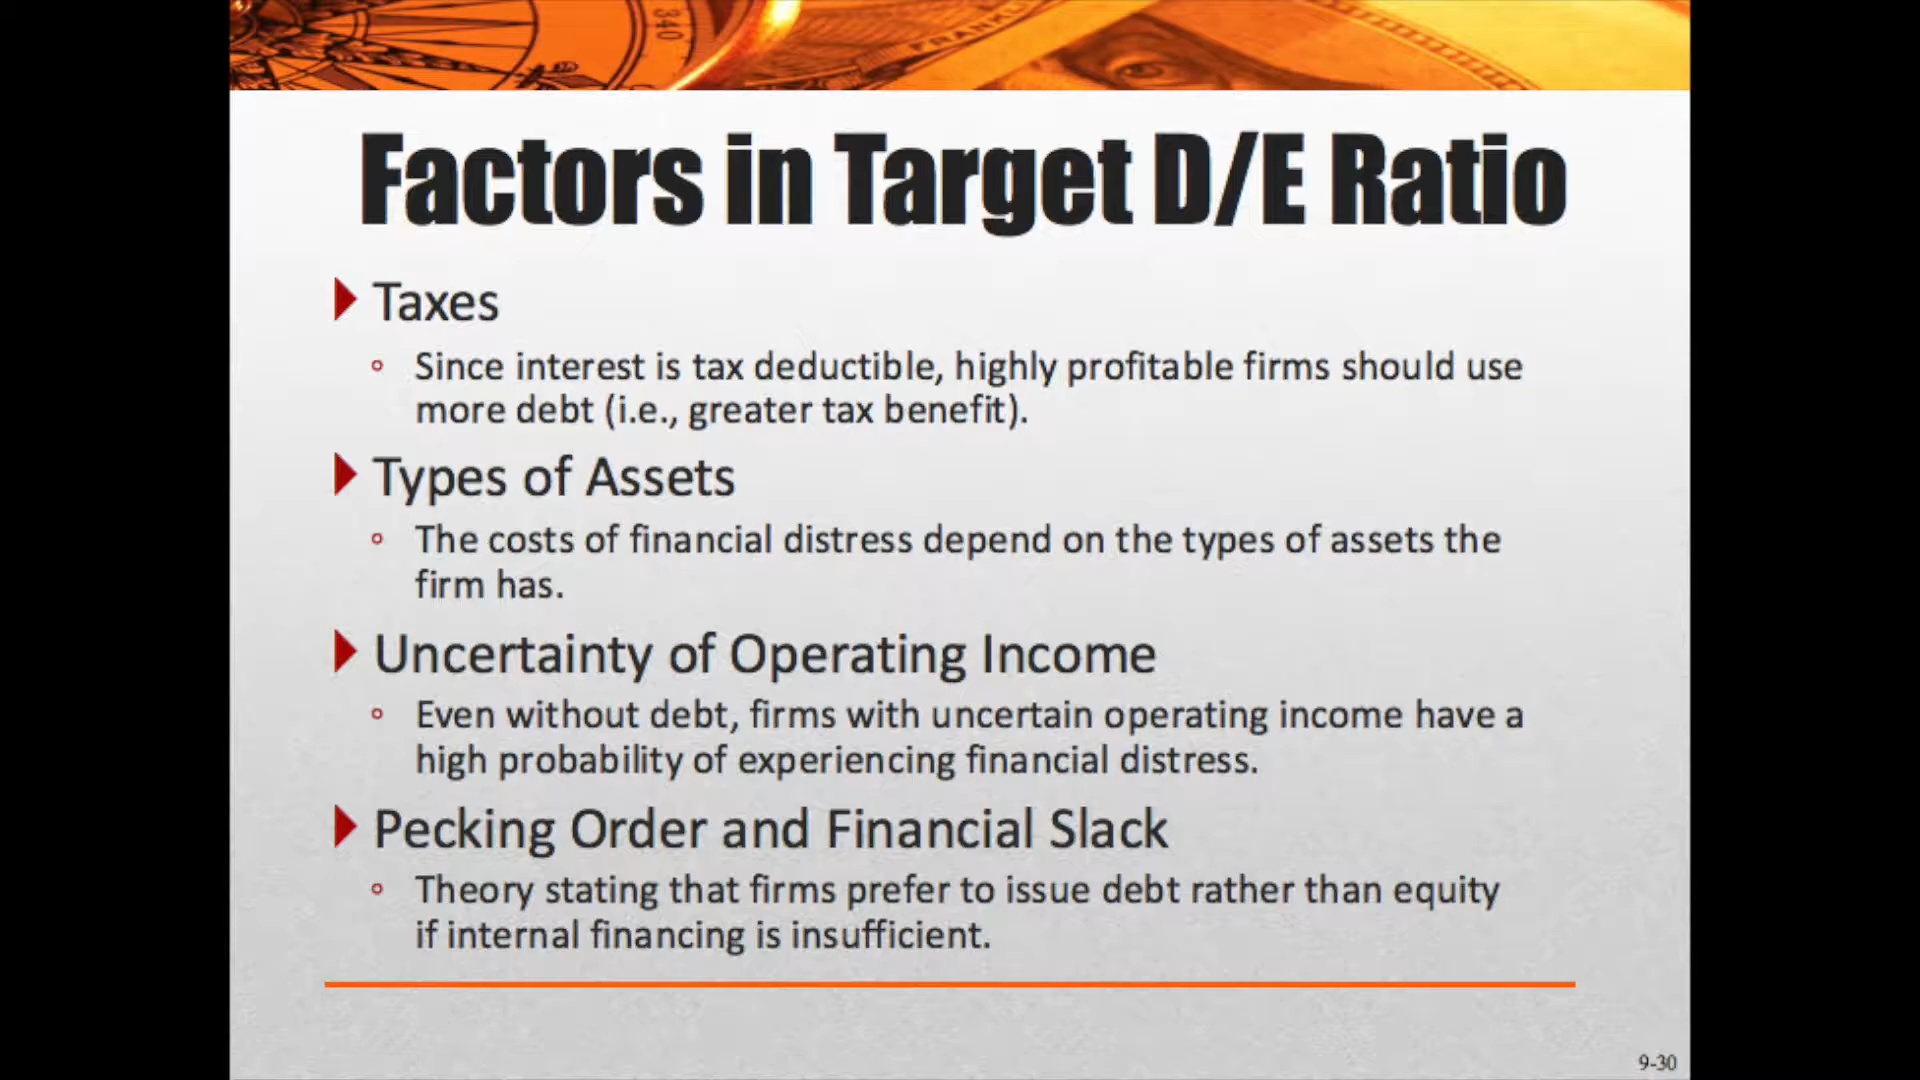 340
FRANKLIN
Factors in Target D/E Ratio
Taxes
Since interest is tax deductible, highly profitable firms should use
more debt (i.e., greater tax benefit).
Types of Assets
The costs of financial distress depend on the types of assets the
firm has.
Uncertainty of Operating Income
Even without debt, firms with uncertain operating income have a
high probability of experiencing financial distress.
Pecking Order and Financial Slack
Theory stating that firms prefer to issue debt rather than equity
if internal financing is insufficient.
9-30